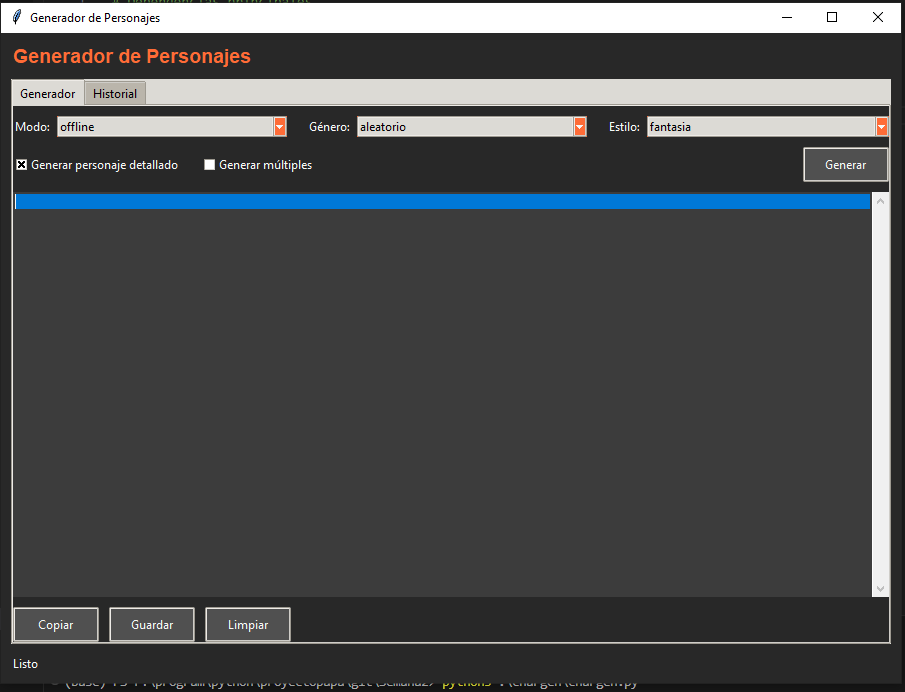 Generador de Personajes
Generador de Personajes
Generador Historial
Modo: offline Género: aleatorio Estilo: fantasia
Generar personaje detallado Generar múltiples Generar
Copiar Guardar Limpiar
Listo